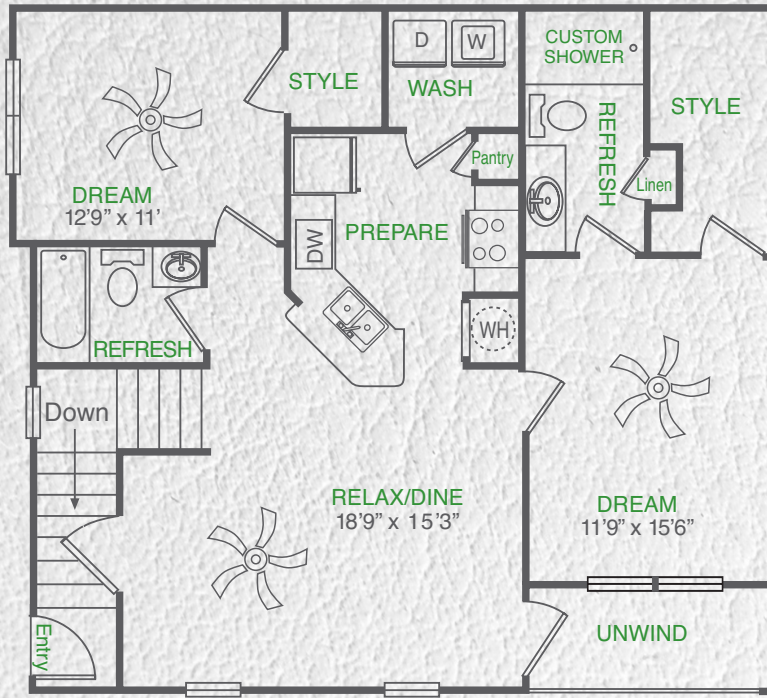 D
W
CUSTOM
SHOWER
STYLE
WASH
STYLE
REFRESH
Pantry
Linen
DREAM
12'9" x 11'
PREPARE
DW
WH
REFRESH
Down
RELAX/DINE
18'9" x 15'3"
DREAM
11'9" x 15'6"
Entry
UNWIND